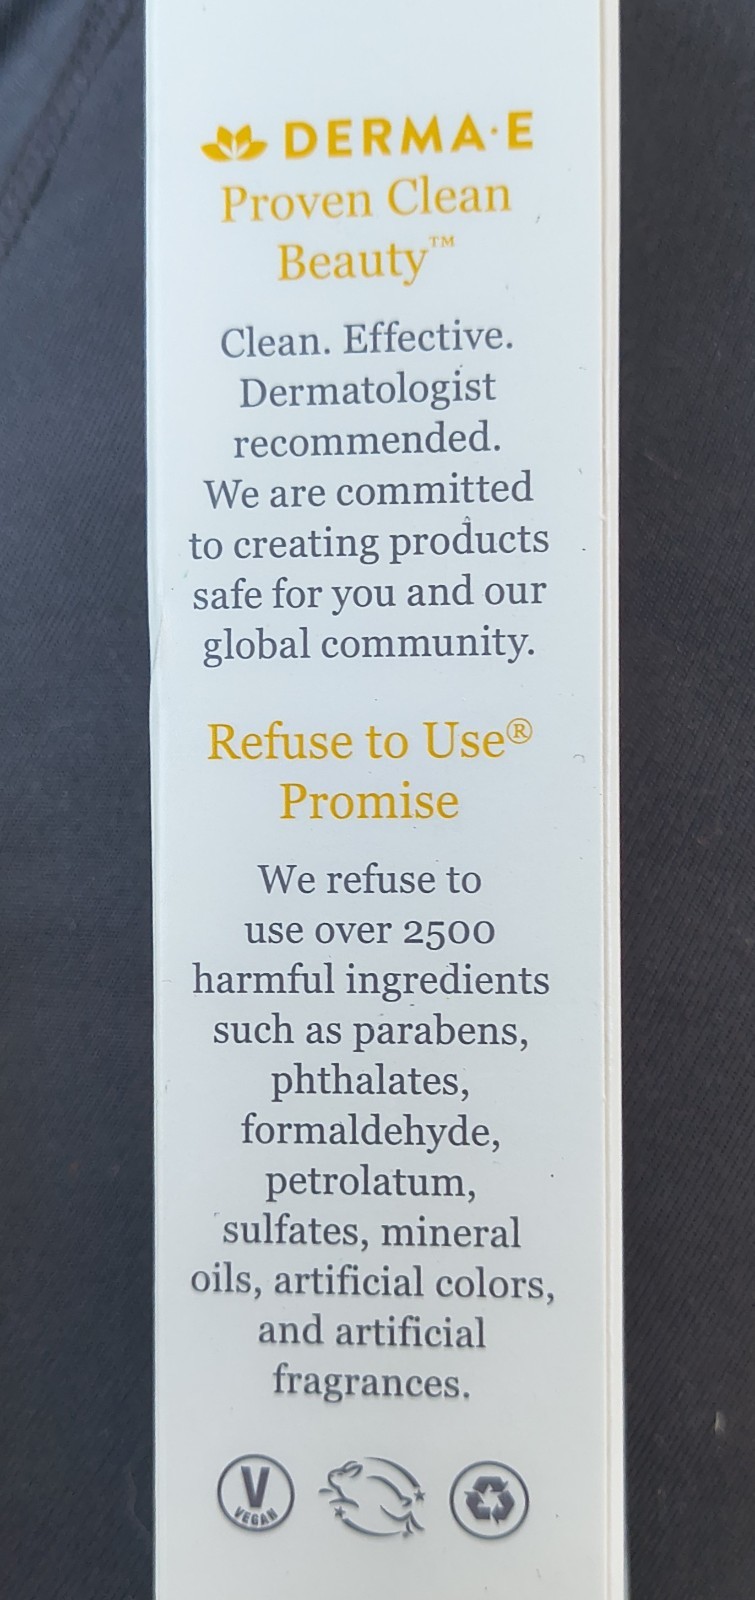 DERMA·E
Proven Clean
Beauty™
Clean. Effective.
Dermatologist
recommended.
We are committed
to creating products
safe for you and our
global community.
Refuse to Use®
Promise
We refuse to
use over 2500
harmful ingredients
such as parabens,
phthalates,
formaldehyde,
petrolatum,
sulfates, mineral
oils, artificial colors,
and artificial
fragrances.
V
VEGAN